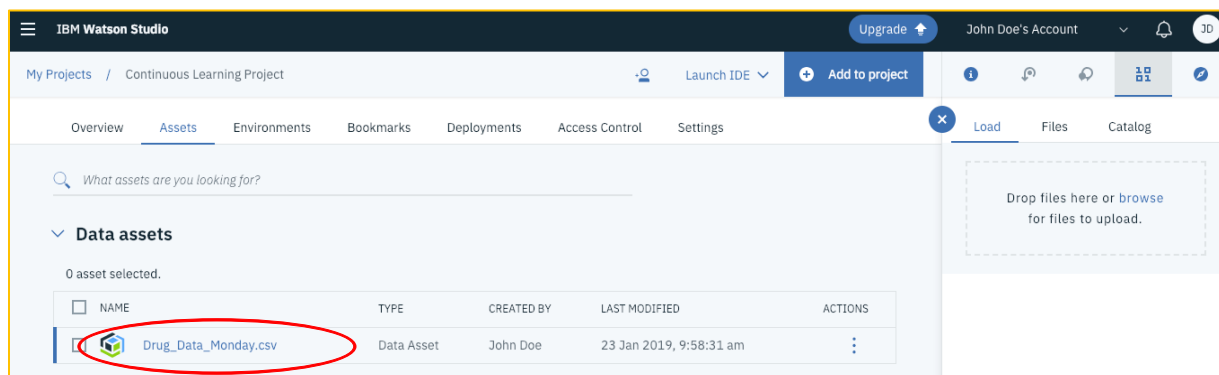 IBM Watson Studio
Upgrade
John Doe's Account
JD
My Projects / Continuous Learning Project
Launch IDE
Add to project
Overview
Assets
Environments
Bookmarks
Deployments
Access Control
Settings
Load
Files
Catalog
What assets are you looking for?
Drop files here or browse
for files to upload.
Data assets
0 asset selected.
NAME
TYPE
CREATED BY
LAST MODIFIED
ACTIONS
Drug_Data_Monday.csv
Data Asset
John Doe
23 Jan 2019, 9:58:31 am